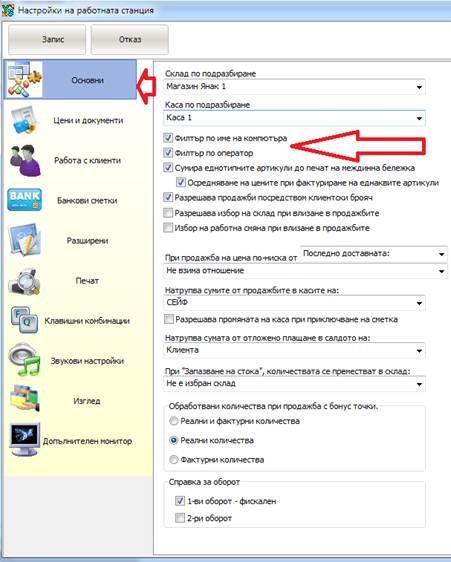 Настройки на работната станция
Запис
Отказ
Основни
Цени и документи
Работа с клиенти
BANK
Банкови сметки
Разширени
Печат
F
Q
Клавишни комбинации
Звукови настройки
Изглед
Допълнителен монитор
Склад по подразбиране
Магазин Янак 1
Каса по подразбиране
Каса 1
Филтър по име на компютъра
Филтър по оператор
Сумира еднотипните артикули до печат на междинна бележка
Осредняване на цените при фактуриране на еднаквите артикули
Разрешава продажби посредством клиентски брояч
Разрешава избор на склад при влизане в продажбите
Избор на работна смяна при влизане в продажбите
При продажба на цена по-ниска от Последно доставната:
Не взина отношение
Натрупва сумите от продажбите в касите на:
СЕЙФ
Разрешава промяната на каса при приключване на сметка
Натрупва сумата от отложено плащане в салдото на:
Клиента
При "Запазване на стока", количествата се пренестват в склад:
Не е избран склад
Обработвани количества при продажба с бонус точки.
Реални и фактурни количества
Реални количества
Фактурни количества
Справка за оборот
1-ви оборот - фискален
2-ри оборот